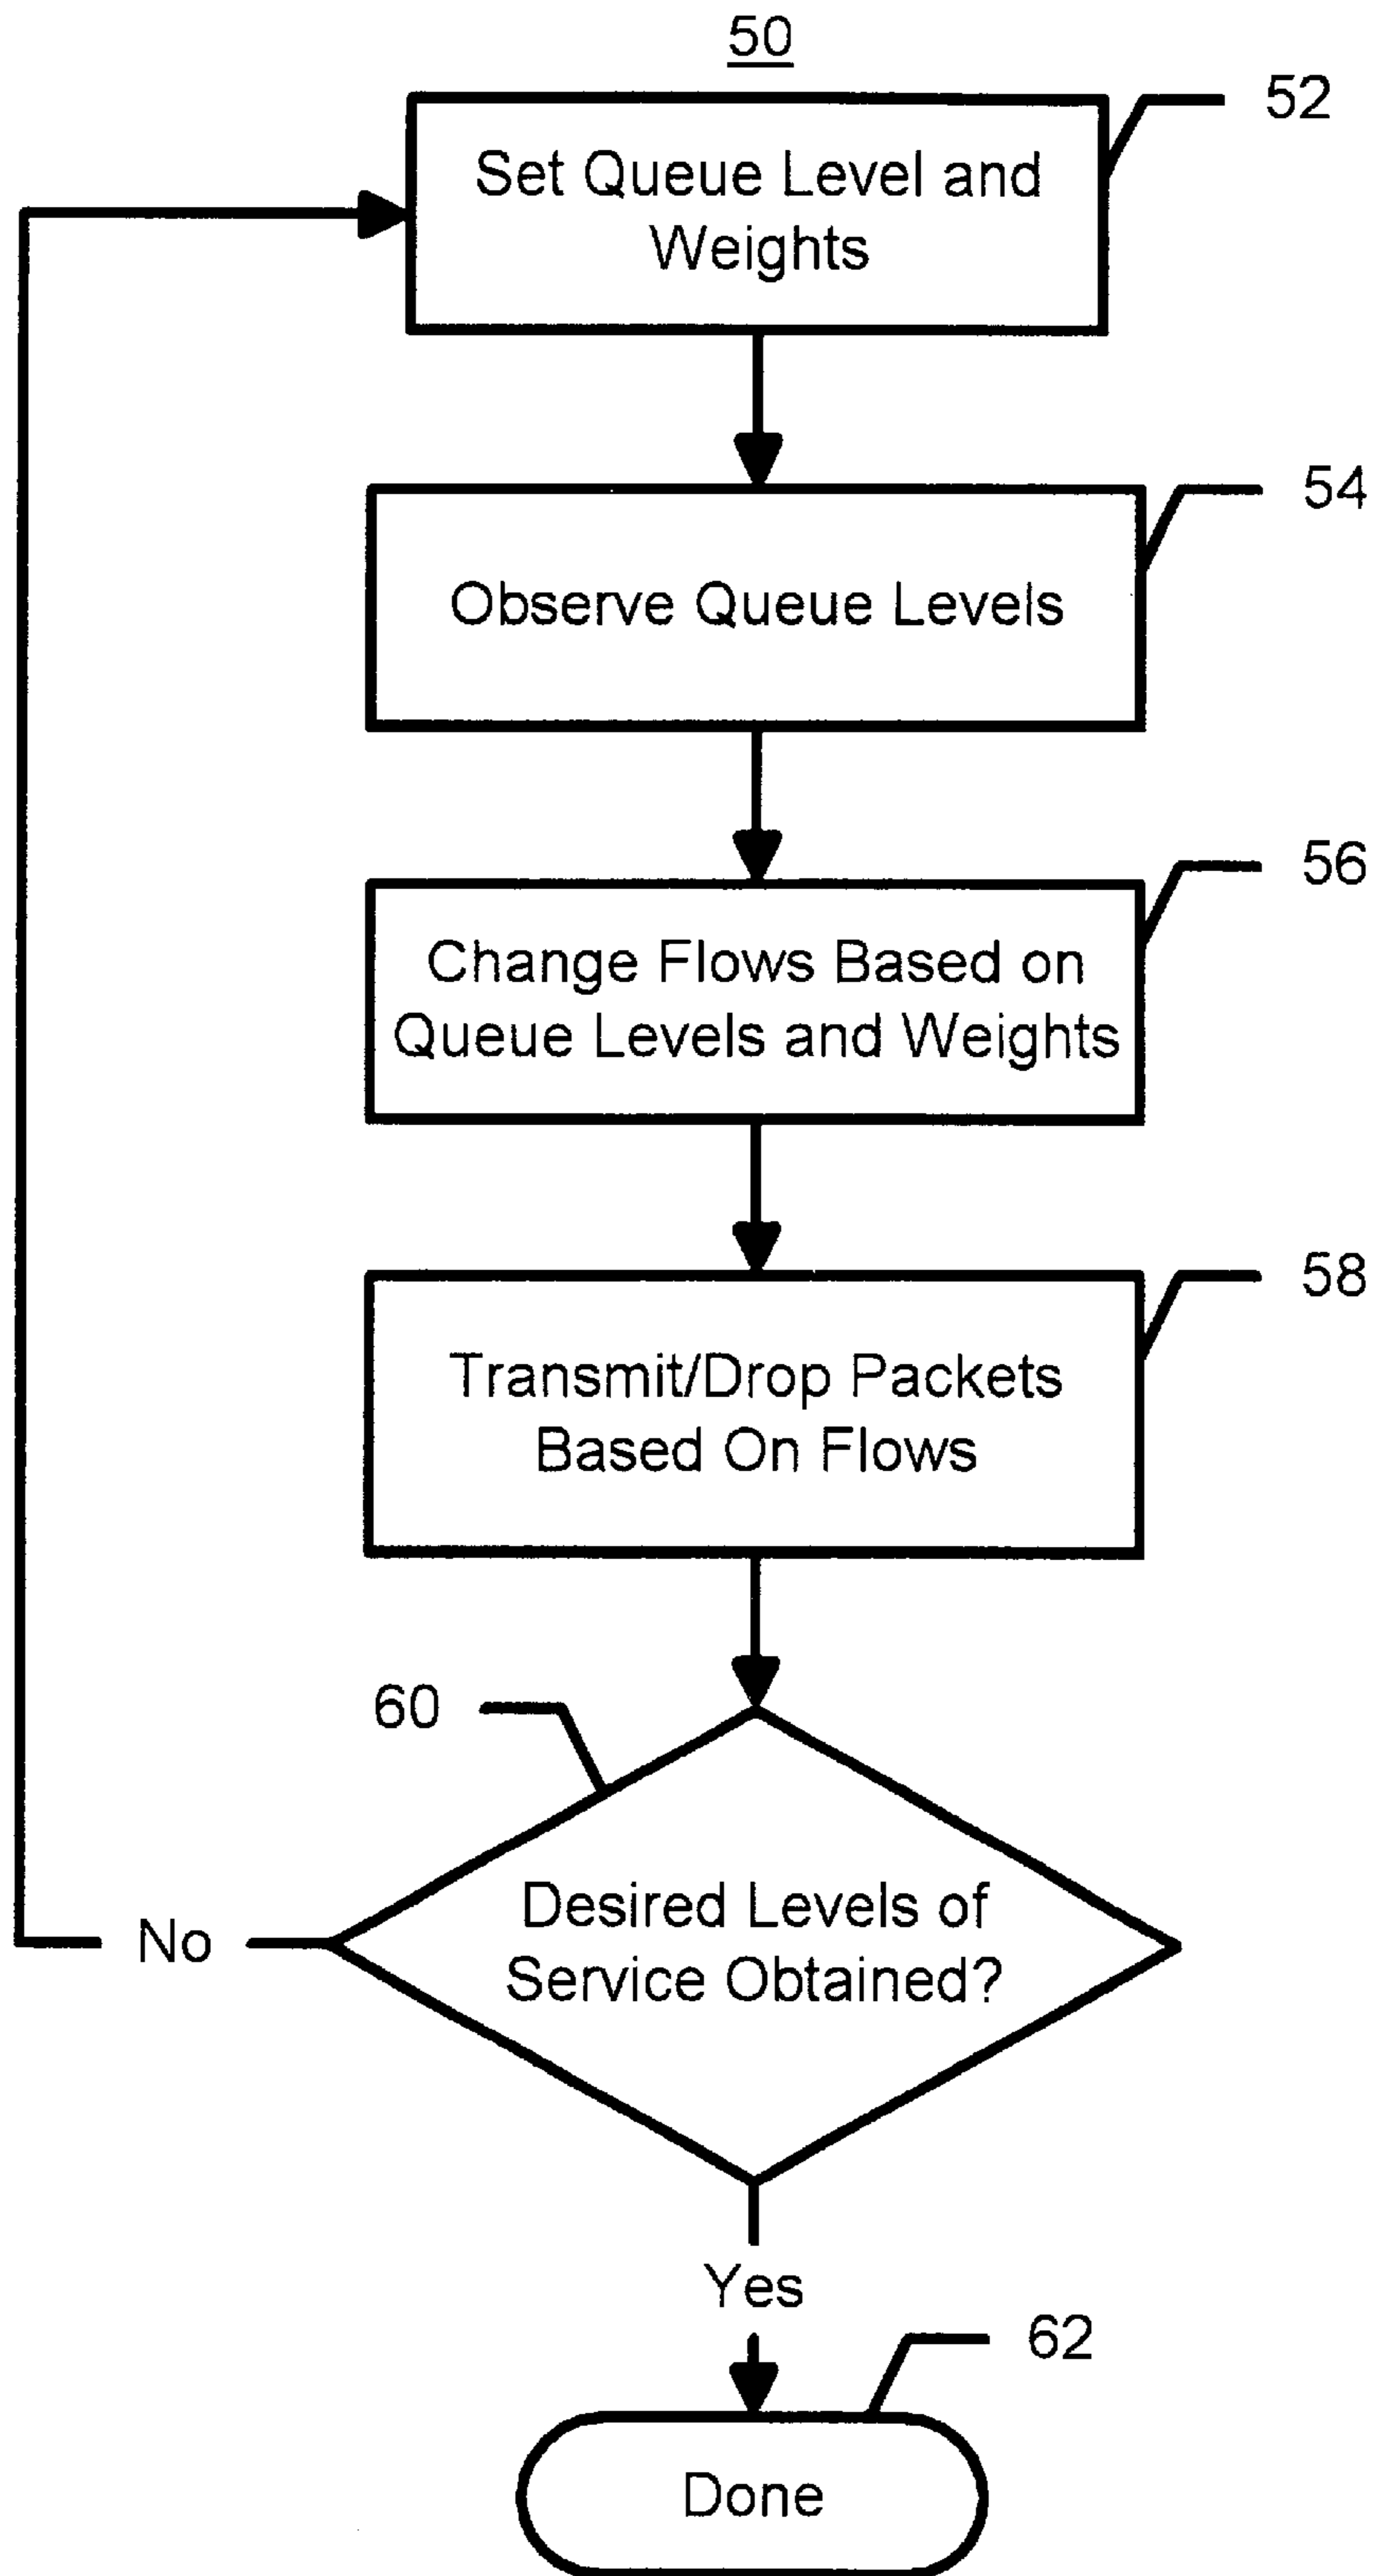 50
52
Set Queue Level and
Weights
54
Observe Queue Levels
56
Change Flows Based on
Queue Levels and Weights
58
Transmit/Drop Packets
Based On Flows
60
Desired Levels of
Service Obtained?
No
Yes
62
Done